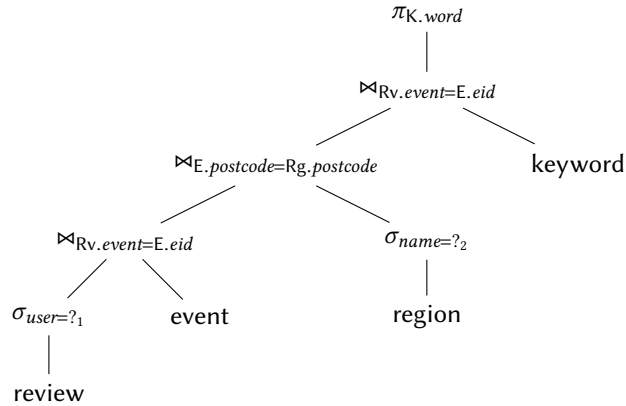 πK.word
⋈Rv.event=E.eid
⋈E.postcode=Rg.postcode
keyword
⋈Rv.event=E.eid
σname=?2
σuser=?1
event
region
review